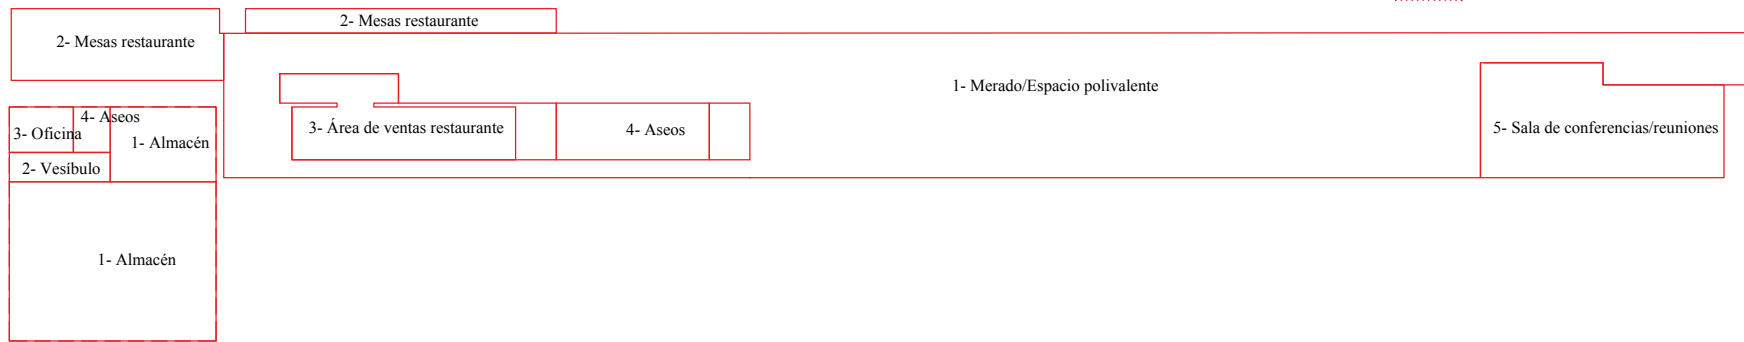 2- Mesas restaurante
2- Mesas restaurante
1- Merado/Espacio polivalente
4- Aseos
3- Oficina
1- Almacén
3- Área de ventas restaurante
4- Aseos
5- Sala de conferencias/reuniones
2- Vesíbulo
1- Almacén